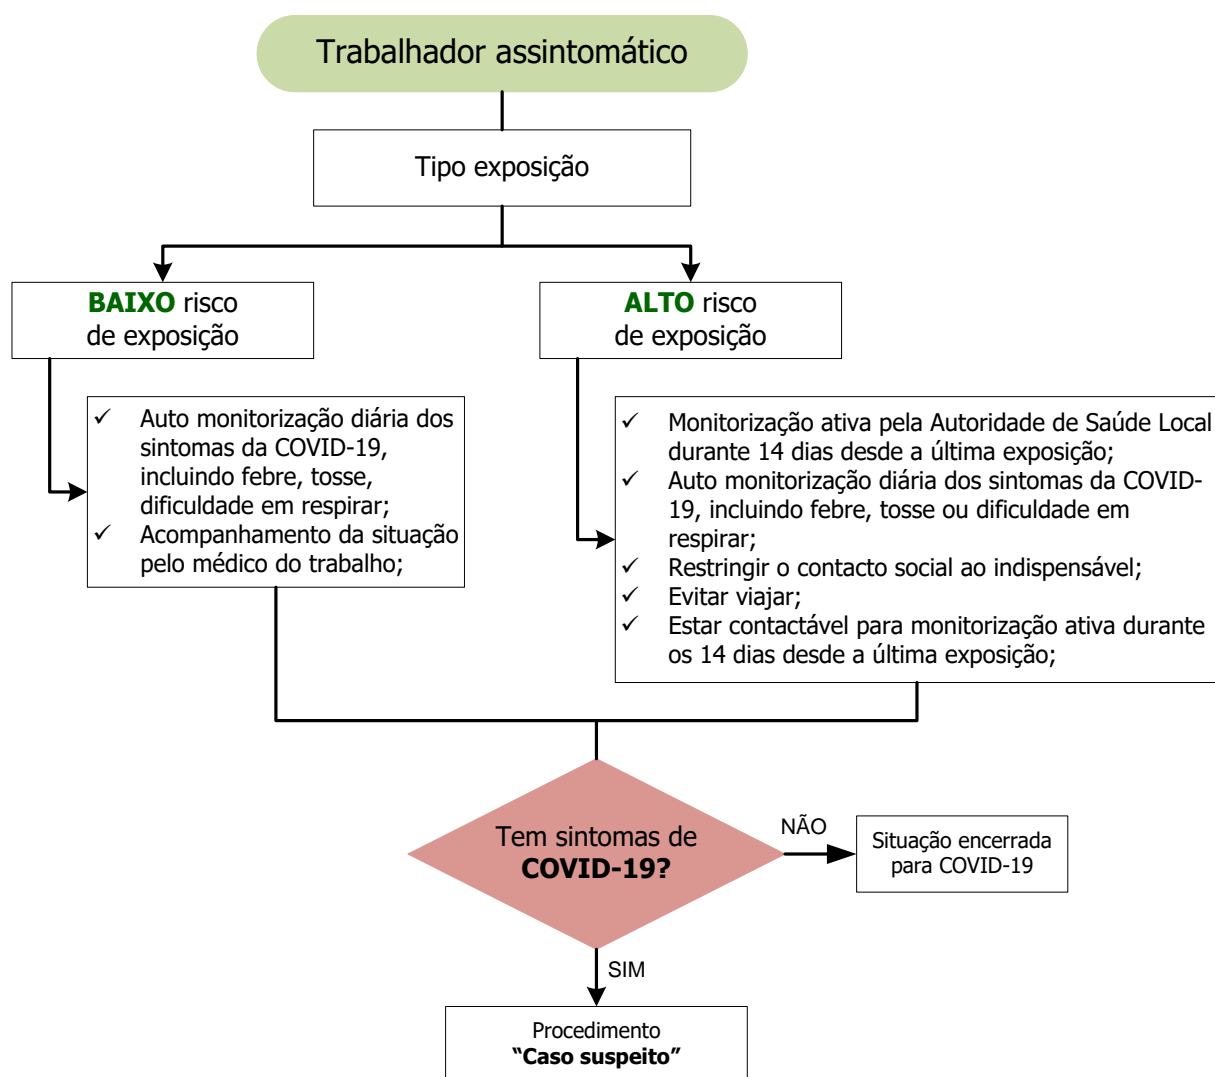 Trabalhador assintomático
Tipo exposição
BAIXO risco
de exposição
ALTO risco
de exposição
✓ Auto monitorização diária dos
sintomas da COVID-19,
incluindo febre, tosse,
dificuldade em respirar;
✓ Acompanhamento da situação
pelo médico do trabalho;
✓ Monitorização ativa pela Autoridade de Saúde Local
durante 14 dias desde a última exposição;
✓ Auto monitorização diária dos sintomas da COVID-
19, incluindo febre, tosse ou dificuldade em
respirar;
✓ Restringir o contacto social ao indispensável;
✓ Evitar viajar;
✓ Estar contactável para monitorização ativa durante
os 14 dias desde a última exposição;
Tem sintomas de
COVID-19?
NÃO
Situação encerrada
para COVID-19
SIM
Procedimento
“Caso suspeito”